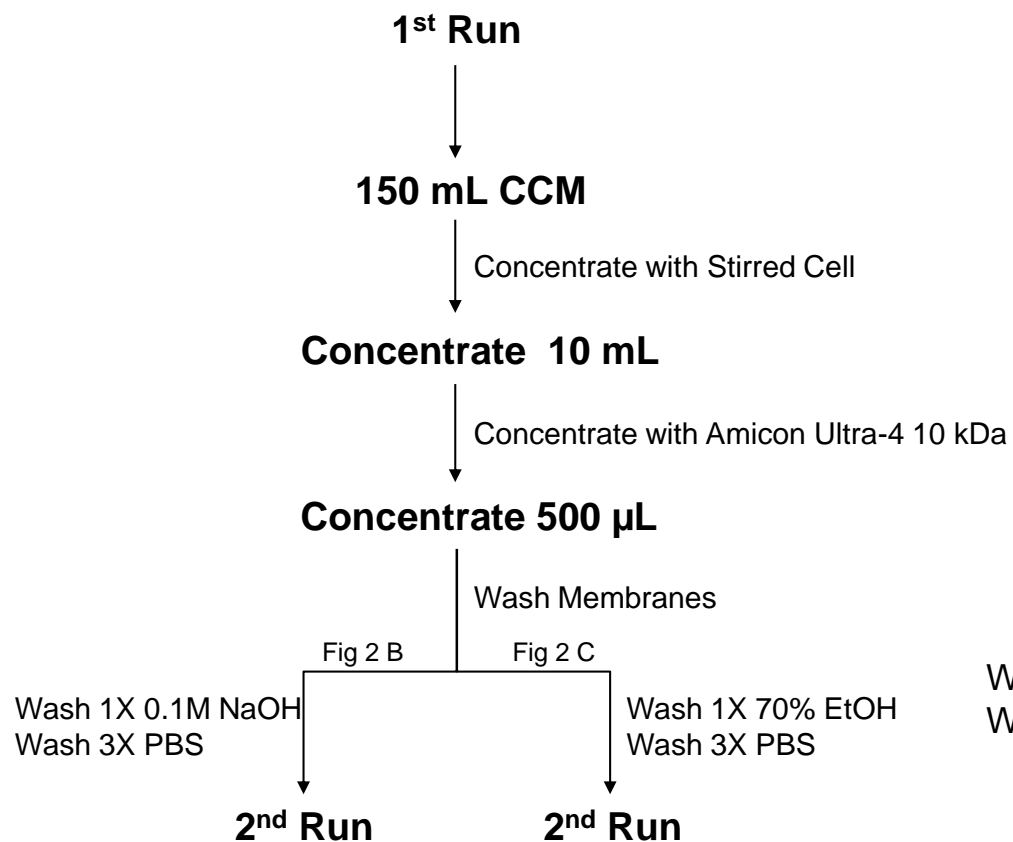 1st Run
150 mL CCM
Concentrate with Stirred Cell
Concentrate 10 mL
Concentrate with Amicon Ultra-4 10 kDa
Concentrate 500 µL
Wash Membranes
Fig 2 B
Fig 2 C
Wash 1X 0.1M NaOH
Wash 3X PBS
Wash 1X 70% EtOH
Wash 3X PBS
W
W
2nd Run
2nd Run